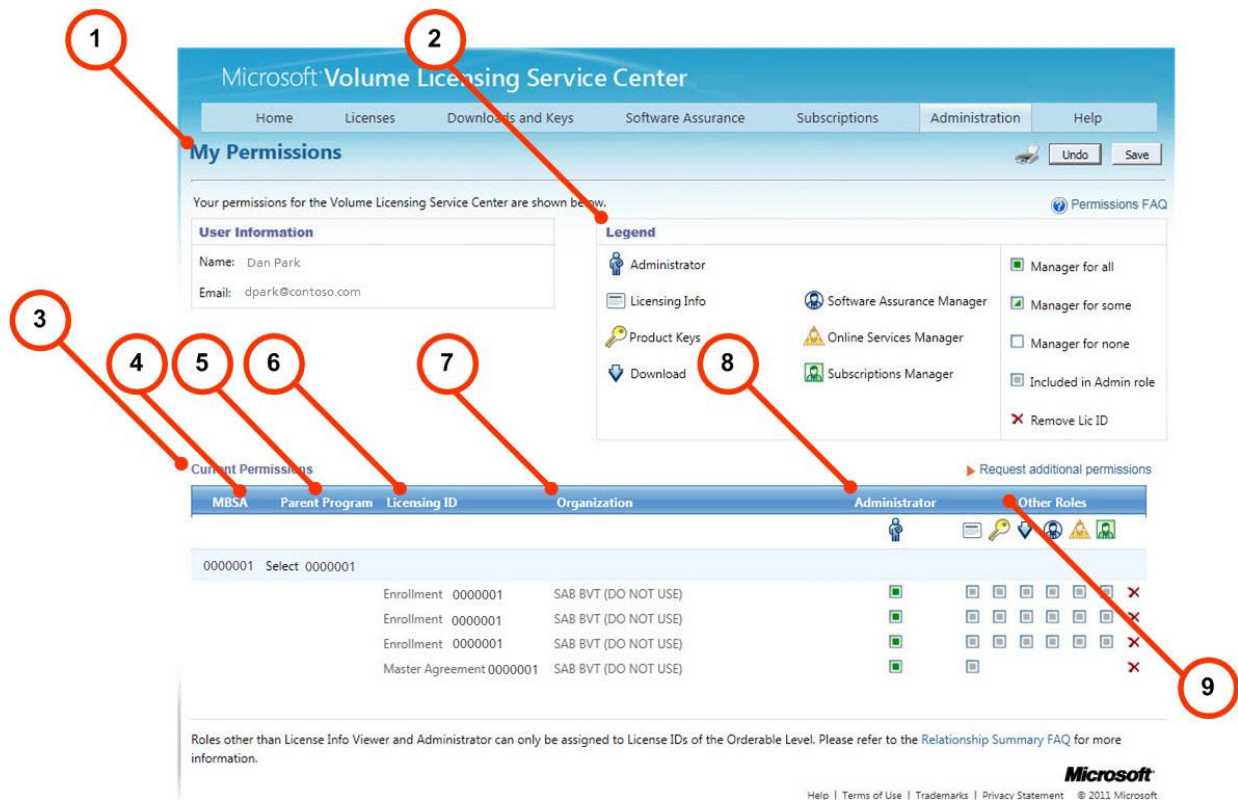 1
2
Microsoft Volume Licensing Service Center
Home Licenses Downloads and Keys Software Assurance Subscriptions Administration Help
My Permissions
Undo Save
Your permissions for the Volume Licensing Service Center are shown below.
Permissions FAQ
User Information
Name: Dan Park
Email: dpark@contoso.com
Legend
Administrator
Licensing Info
Product Keys
Download
Software Assurance Manager
Online Services Manager
Subscriptions Manager
Manager for all
Manager for some
Manager for none
Included in Admin role
Remove Lic ID
3
4
5
6
7
8
Current Permissions
Request additional permissions
MBSA Parent Program Licensing ID Organization Administrator Other Roles
0000001 Select 0000001
Enrollment 0000001 SAB BVT (DO NOT USE)
Enrollment 0000001 SAB BVT (DO NOT USE)
Enrollment 0000001 SAB BVT (DO NOT USE)
Master Agreement 0000001 SAB BVT (DO NOT USE)
9
Roles other than License Info Viewer and Administrator can only be assigned to License IDs of the Orderable Level. Please refer to the Relationship Summary FAQ for more
information.
Microsoft
Help | Terms of Use | Trademarks | Privacy Statement © 2011 Microsoft